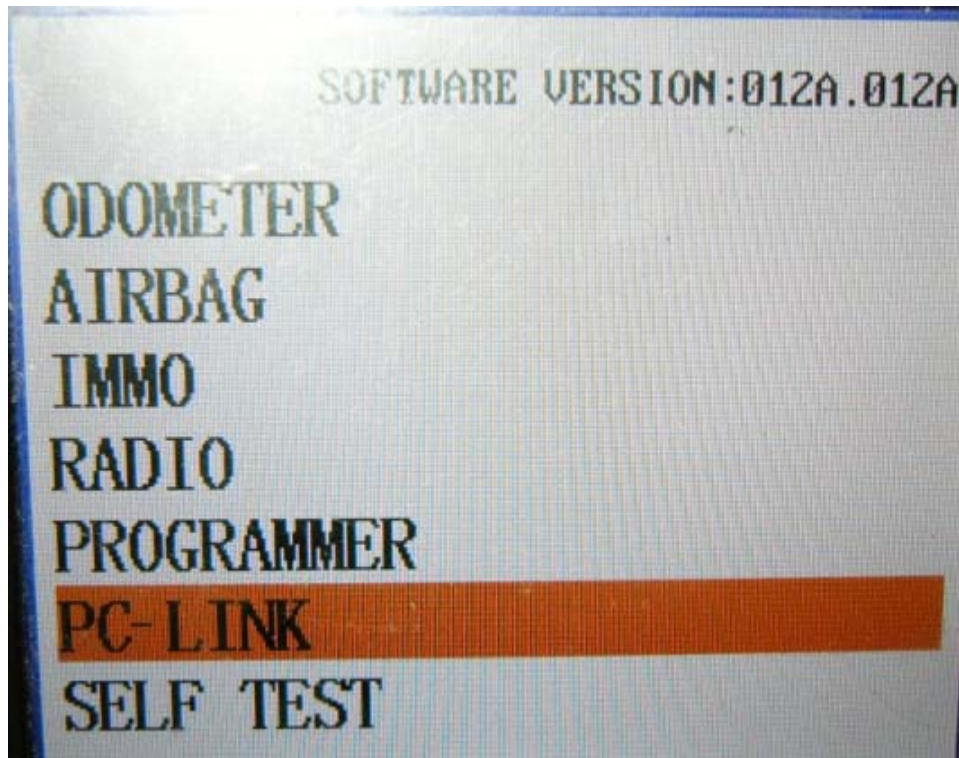 SOFTWARE VERSION:012A.012A
ODOMETER
AIRBAG
IMMO
RADIO
PROGRAMMER
PC-LINK
SELF TEST